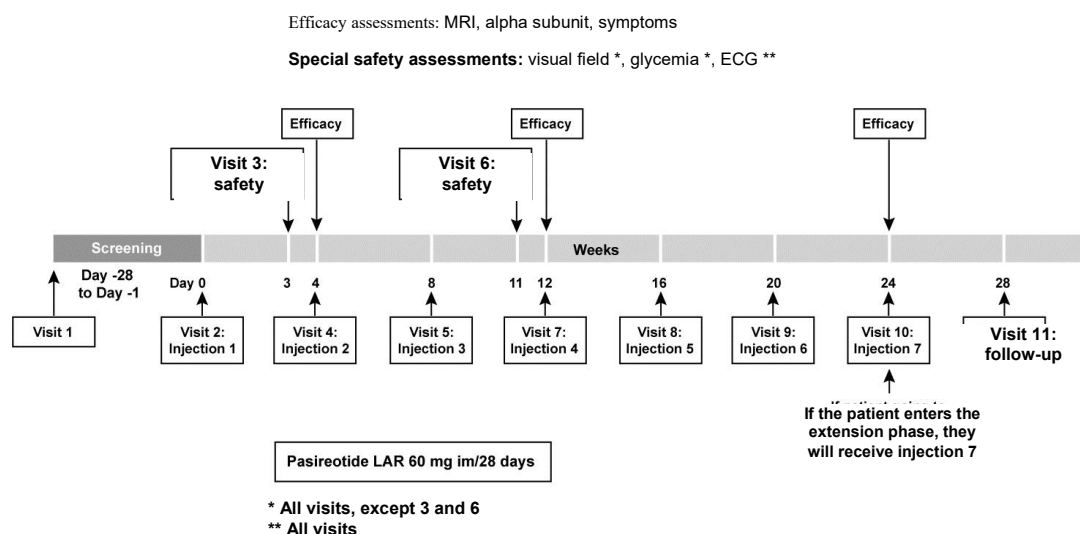 Efficacy assessments: MRI, alpha subunit, symptoms
Special safety assessments: visual field *, glycemia *, ECG **
Efficacy
Efficacy
Efficacy
Visit 3:
safety
Visit 6:
safety
Screening
Weeks
Day -28
to Day -1
Day 0
3
4
8
11
12
16
20
24
28
Visit 1
Visit 2:
Injection 1
Visit 4:
Injection 2
Visit 5:
Injection 3
Visit 7:
Injection 4
Visit 8:
Injection 5
Visit 9:
Injection 6
Visit 10:
Injection 7
Visit 11:
follow-up
If the patient enters the
extension phase, they
will receive injection 7
Pasireotide LAR 60 mg im/28 days
* All visits, except 3 and 6
** All visits